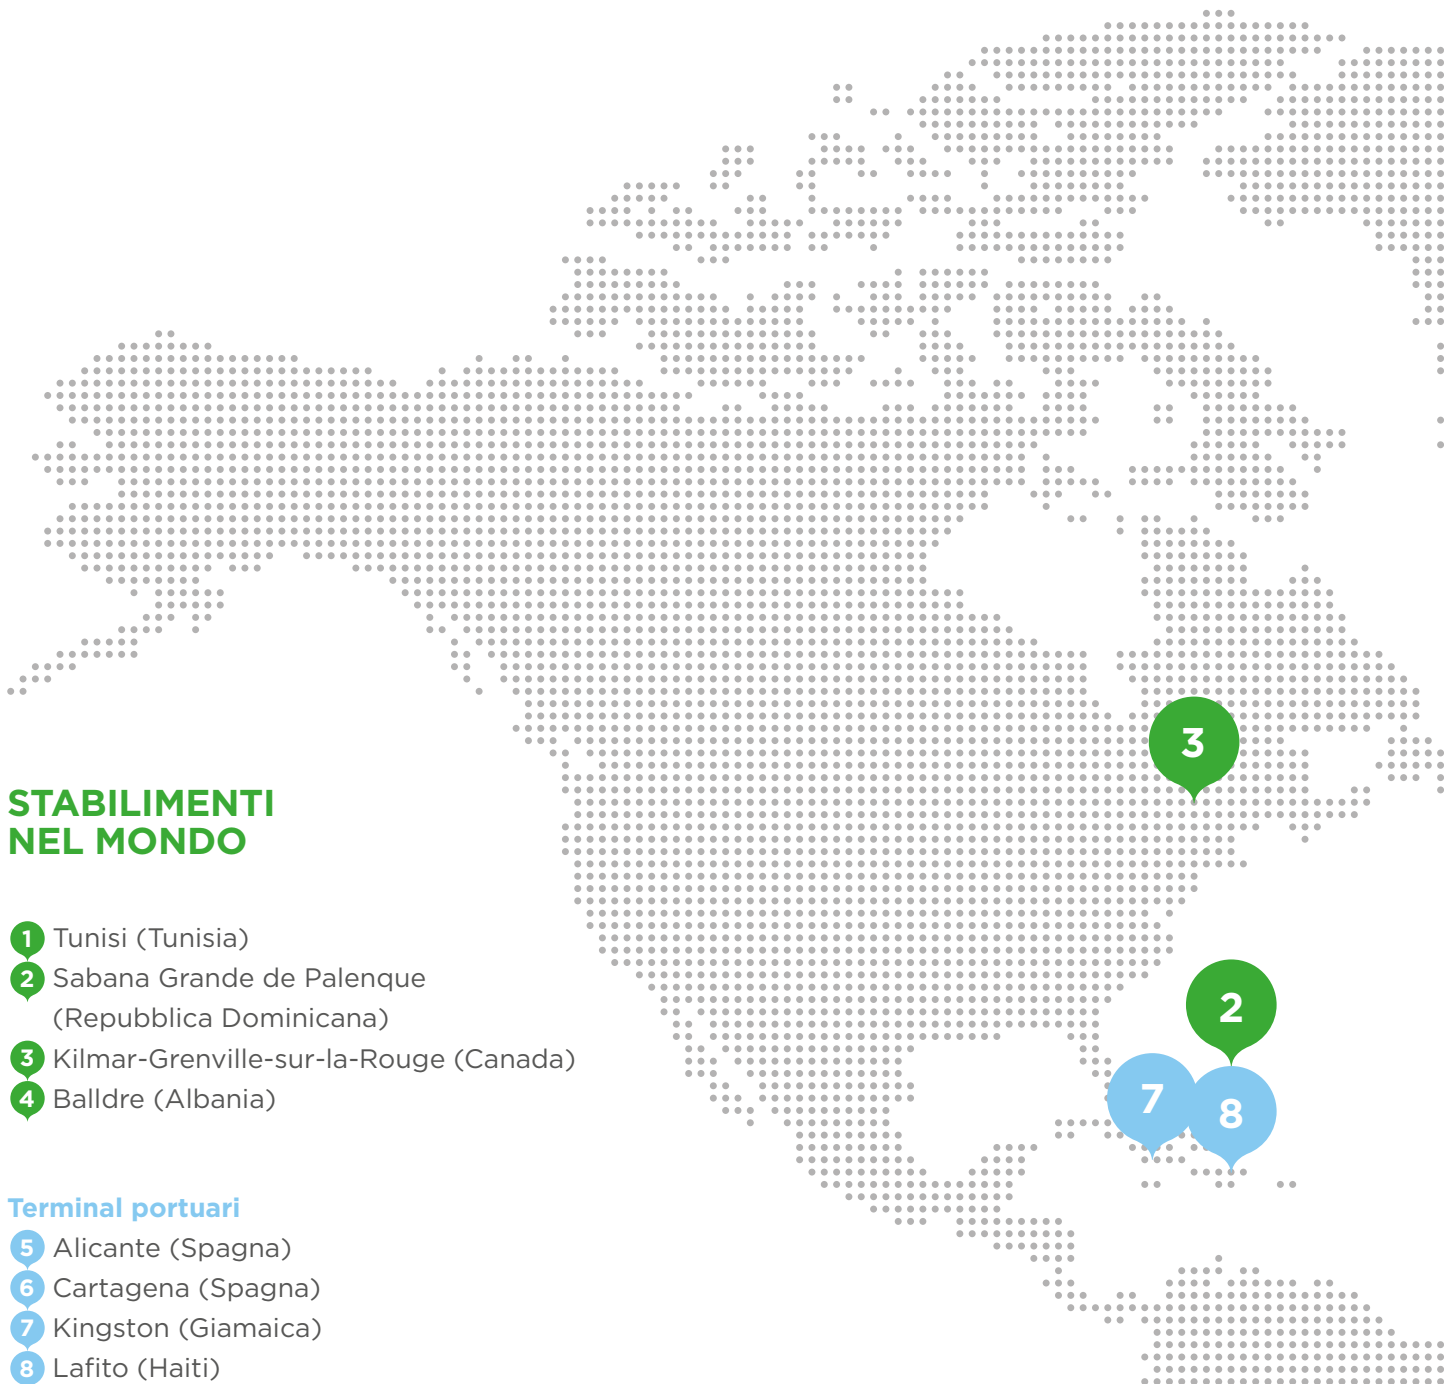 STABILIMENTI
NEL MONDO
1 Tunisi (Tunisia)
2 Sabana Grande de Palenque
(Repubblica Dominicana)
3 Kilmar-Grenville-sur-la-Rouge (Canada)
4 Balldre (Albania)
Terminal portuari
5 Alicante (Spagna)
6 Cartagena (Spagna)
7 Kingston (Giamaica)
8 Lafito (Haiti)
3
2
7
8